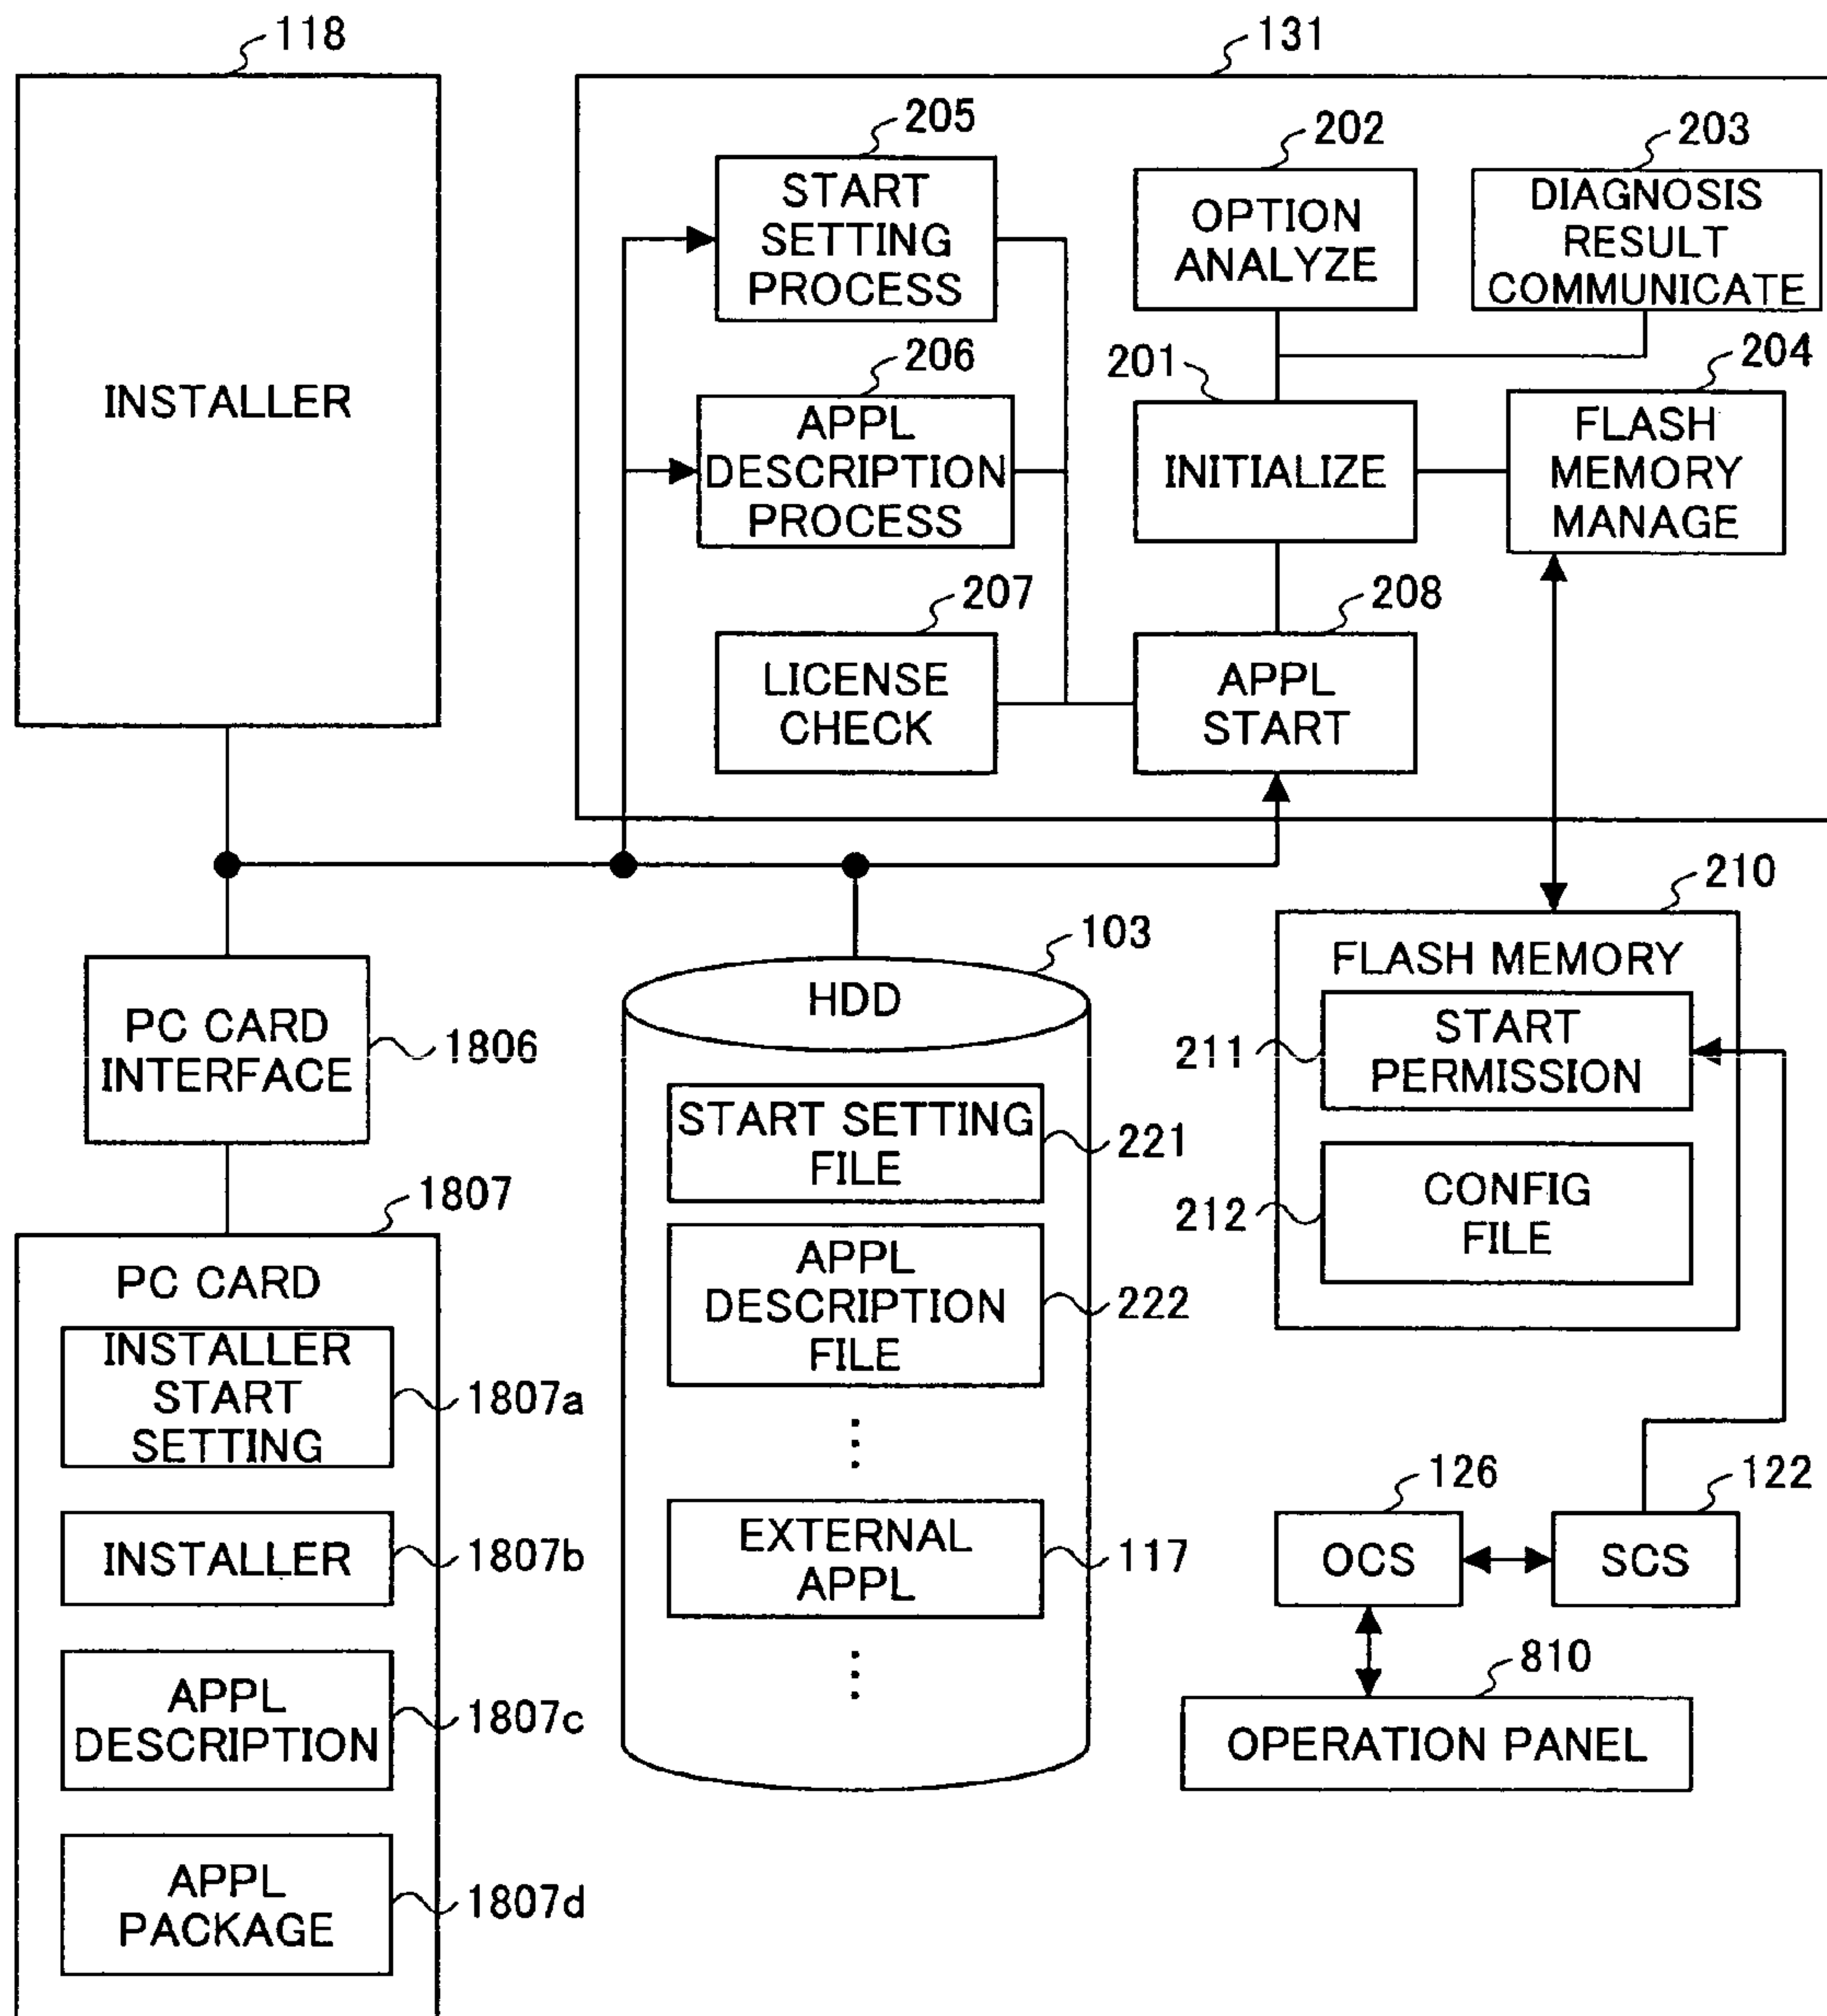 118
INSTALLER
131
205
START
SETTING
PROCESS
202
OPTION
ANALYZE
203
DIAGNOSIS
RESULT
COMMUNICATE
206
APPL
DESCRIPTION
PROCESS
201
INITIALIZE
204
FLASH
MEMORY
MANAGE
207
LICENSE
CHECK
208
APPL
START
PC CARD
INTERFACE
1806
1807
PC CARD
INSTALLER
START
SETTING
1807a
INSTALLER
1807b
APPL
DESCRIPTION
1807c
APPL
PACKAGE
1807d
103
HDD
START SETTING
FILE
221
APPL
DESCRIPTION
FILE
222
EXTERNAL
APPL
117
210
FLASH MEMORY
211
START
PERMISSION
212
CONFIG
FILE
126
OCS
122
SCS
810
OPERATION PANEL